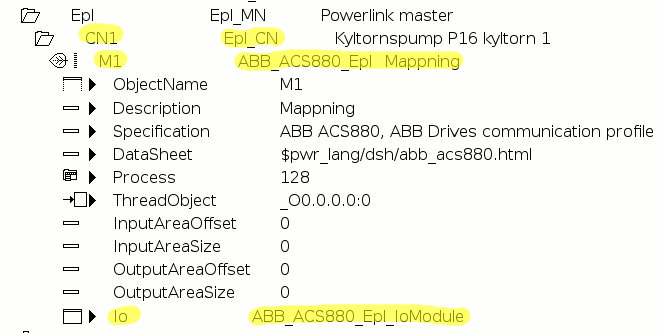 Epl Epl_MN Powerlink master
CN1 Epl_CN Kyltornspump P16 kyltorn 1
M1 ABB_ACS880_Epl Mappning
ObjectName M1
Description Mappning
Specification ABB ACS880, ABB Drives communication profile
DataSheet $pwr_lang/dsh/abb_acs880.html
Process 128
ThreadObject _O0.0.0.0:0
InputAreaOffset 0
InputAreaSize 0
OutputAreaOffset 0
OutputAreaSize 0
Io ABB_ACS880_Epl_IoModule